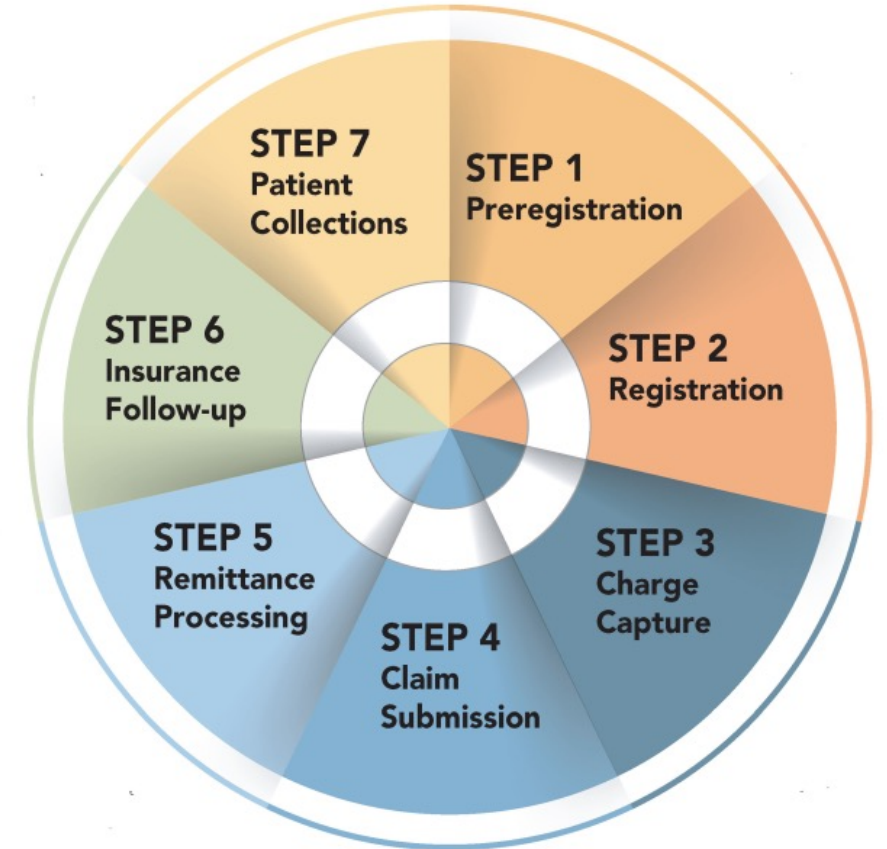 STEP 1
Preregistration
STEP 2
Registration
STEP 3
Charge
Capture
STEP 4
Claim
Submission
STEP 5
Remittance
Processing
STEP 6
Insurance
Follow-up
STEP 7
Patient
Collections